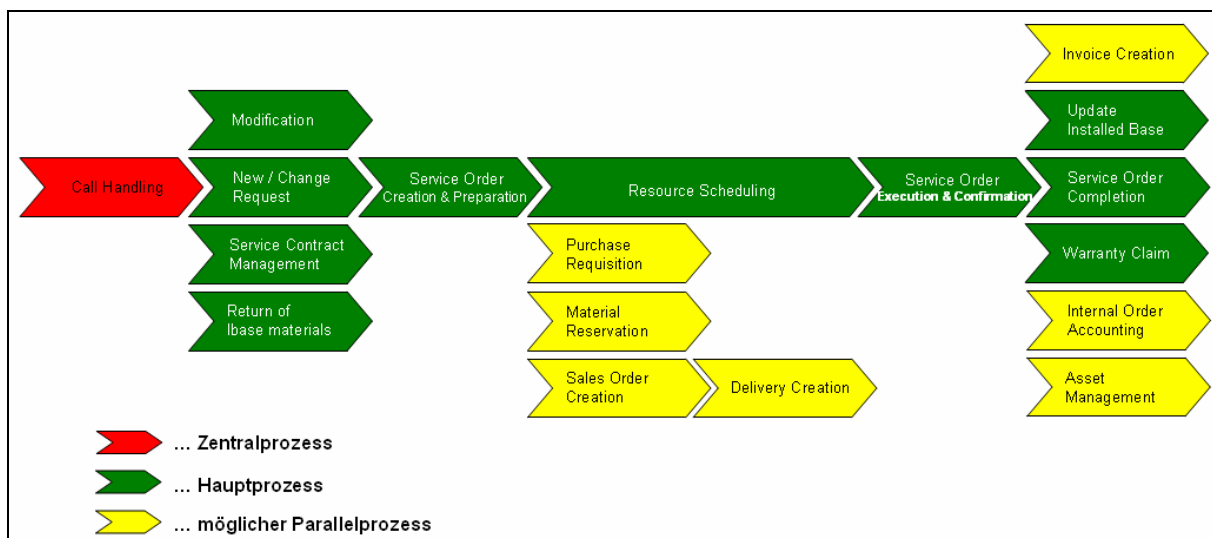 Invoice Creation
Modification
Update
Installed Base
Call Handling
New / Change
Request
Service Order
Creation & Preparation
Resource Scheduling
Service Order
Execution & Confirmation
Service Order
Completion
Service Contract
Management
Purchase
Requisition
Warranty Claim
Return of
Ibase materials
Material
Reservation
Internal Order
Accounting
Sales Order
Creation
Delivery Creation
Asset
Management
... Zentralprozess
... Hauptprozess
... möglicher Parallelprozess